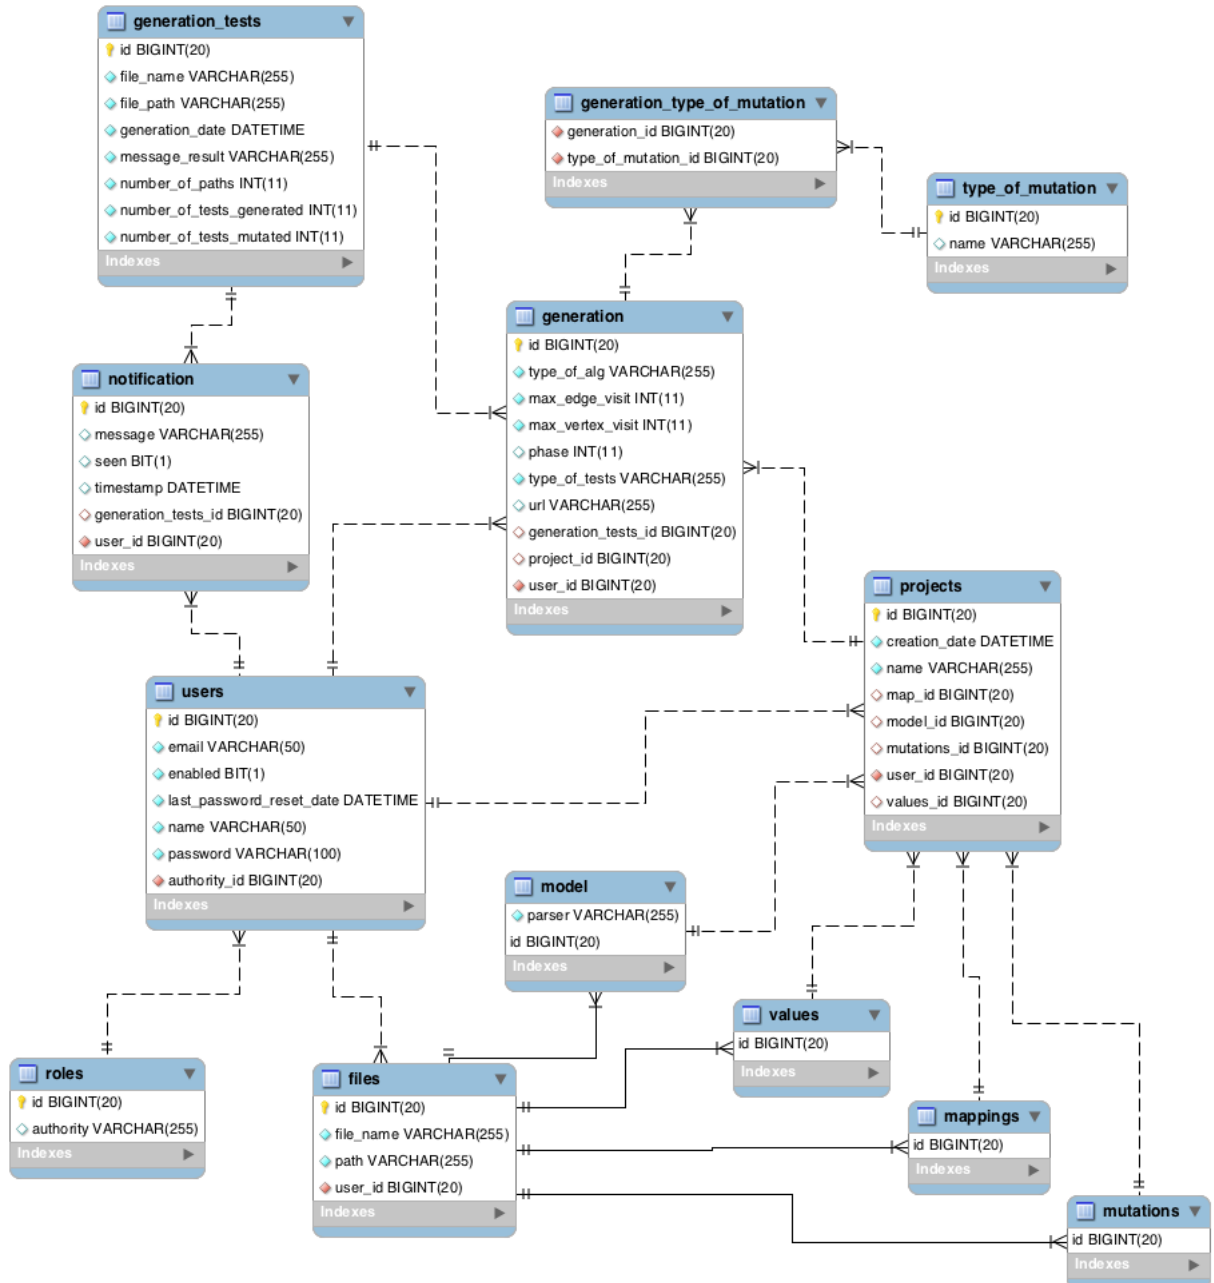 generation_tests
id BIGINT(20)
file_name VARCHAR(255)
file_path VARCHAR(255)
generation_date DATETIME
message_result VARCHAR(255)
number_of_paths INT(11)
number_of_tests_generated INT(11)
number_of_tests_mutated INT(11)
Indexes
generation_type_of_mutation
generation_id BIGINT(20)
type_of_mutation_id BIGINT(20)
Indexes
type_of_mutation
id BIGINT(20)
name VARCHAR(255)
Indexes
generation
id BIGINT(20)
type_of_alg VARCHAR(255)
max_edge_visit INT(11)
max_vertex_visit INT(11)
phase INT(11)
type_of_tests VARCHAR(255)
url VARCHAR(255)
generation_tests_id BIGINT(20)
project_id BIGINT(20)
user_id BIGINT(20)
Indexes
notification
id BIGINT(20)
message VARCHAR(255)
seen BIT(1)
timestamp DATETIME
generation_tests_id BIGINT(20)
user_id BIGINT(20)
Indexes
projects
id BIGINT(20)
creation_date DATETIME
name VARCHAR(255)
map_id BIGINT(20)
model_id BIGINT(20)
mutations_id BIGINT(20)
user_id BIGINT(20)
values_id BIGINT(20)
Indexes
users
id BIGINT(20)
email VARCHAR(50)
enabled BIT(1)
last_password_reset_date DATETIME
name VARCHAR(50)
password VARCHAR(100)
authority_id BIGINT(20)
Indexes
model
parser VARCHAR(255)
id BIGINT(20)
Indexes
values
id BIGINT(20)
Indexes
roles
id BIGINT(20)
authority VARCHAR(255)
Indexes
files
id BIGINT(20)
file_name VARCHAR(255)
path VARCHAR(255)
user_id BIGINT(20)
Indexes
mappings
id BIGINT(20)
Indexes
mutations
id BIGINT(20)
Indexes